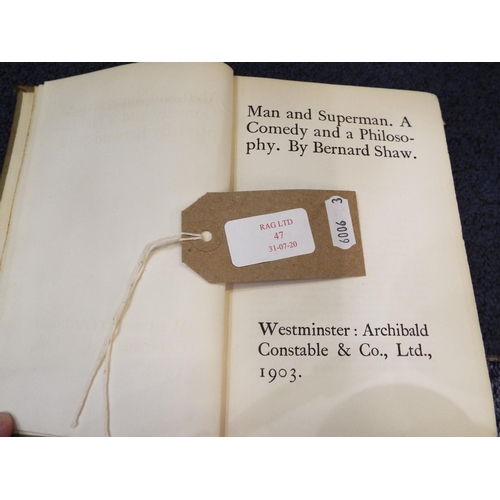 Man and Superman. A
Comedy and a Philoso-
phy. By Bernard Shaw.
RAG LTD
47
31-07-20
6006 3
Westminster : Archibald
Constable & Co., Ltd.,
1903.